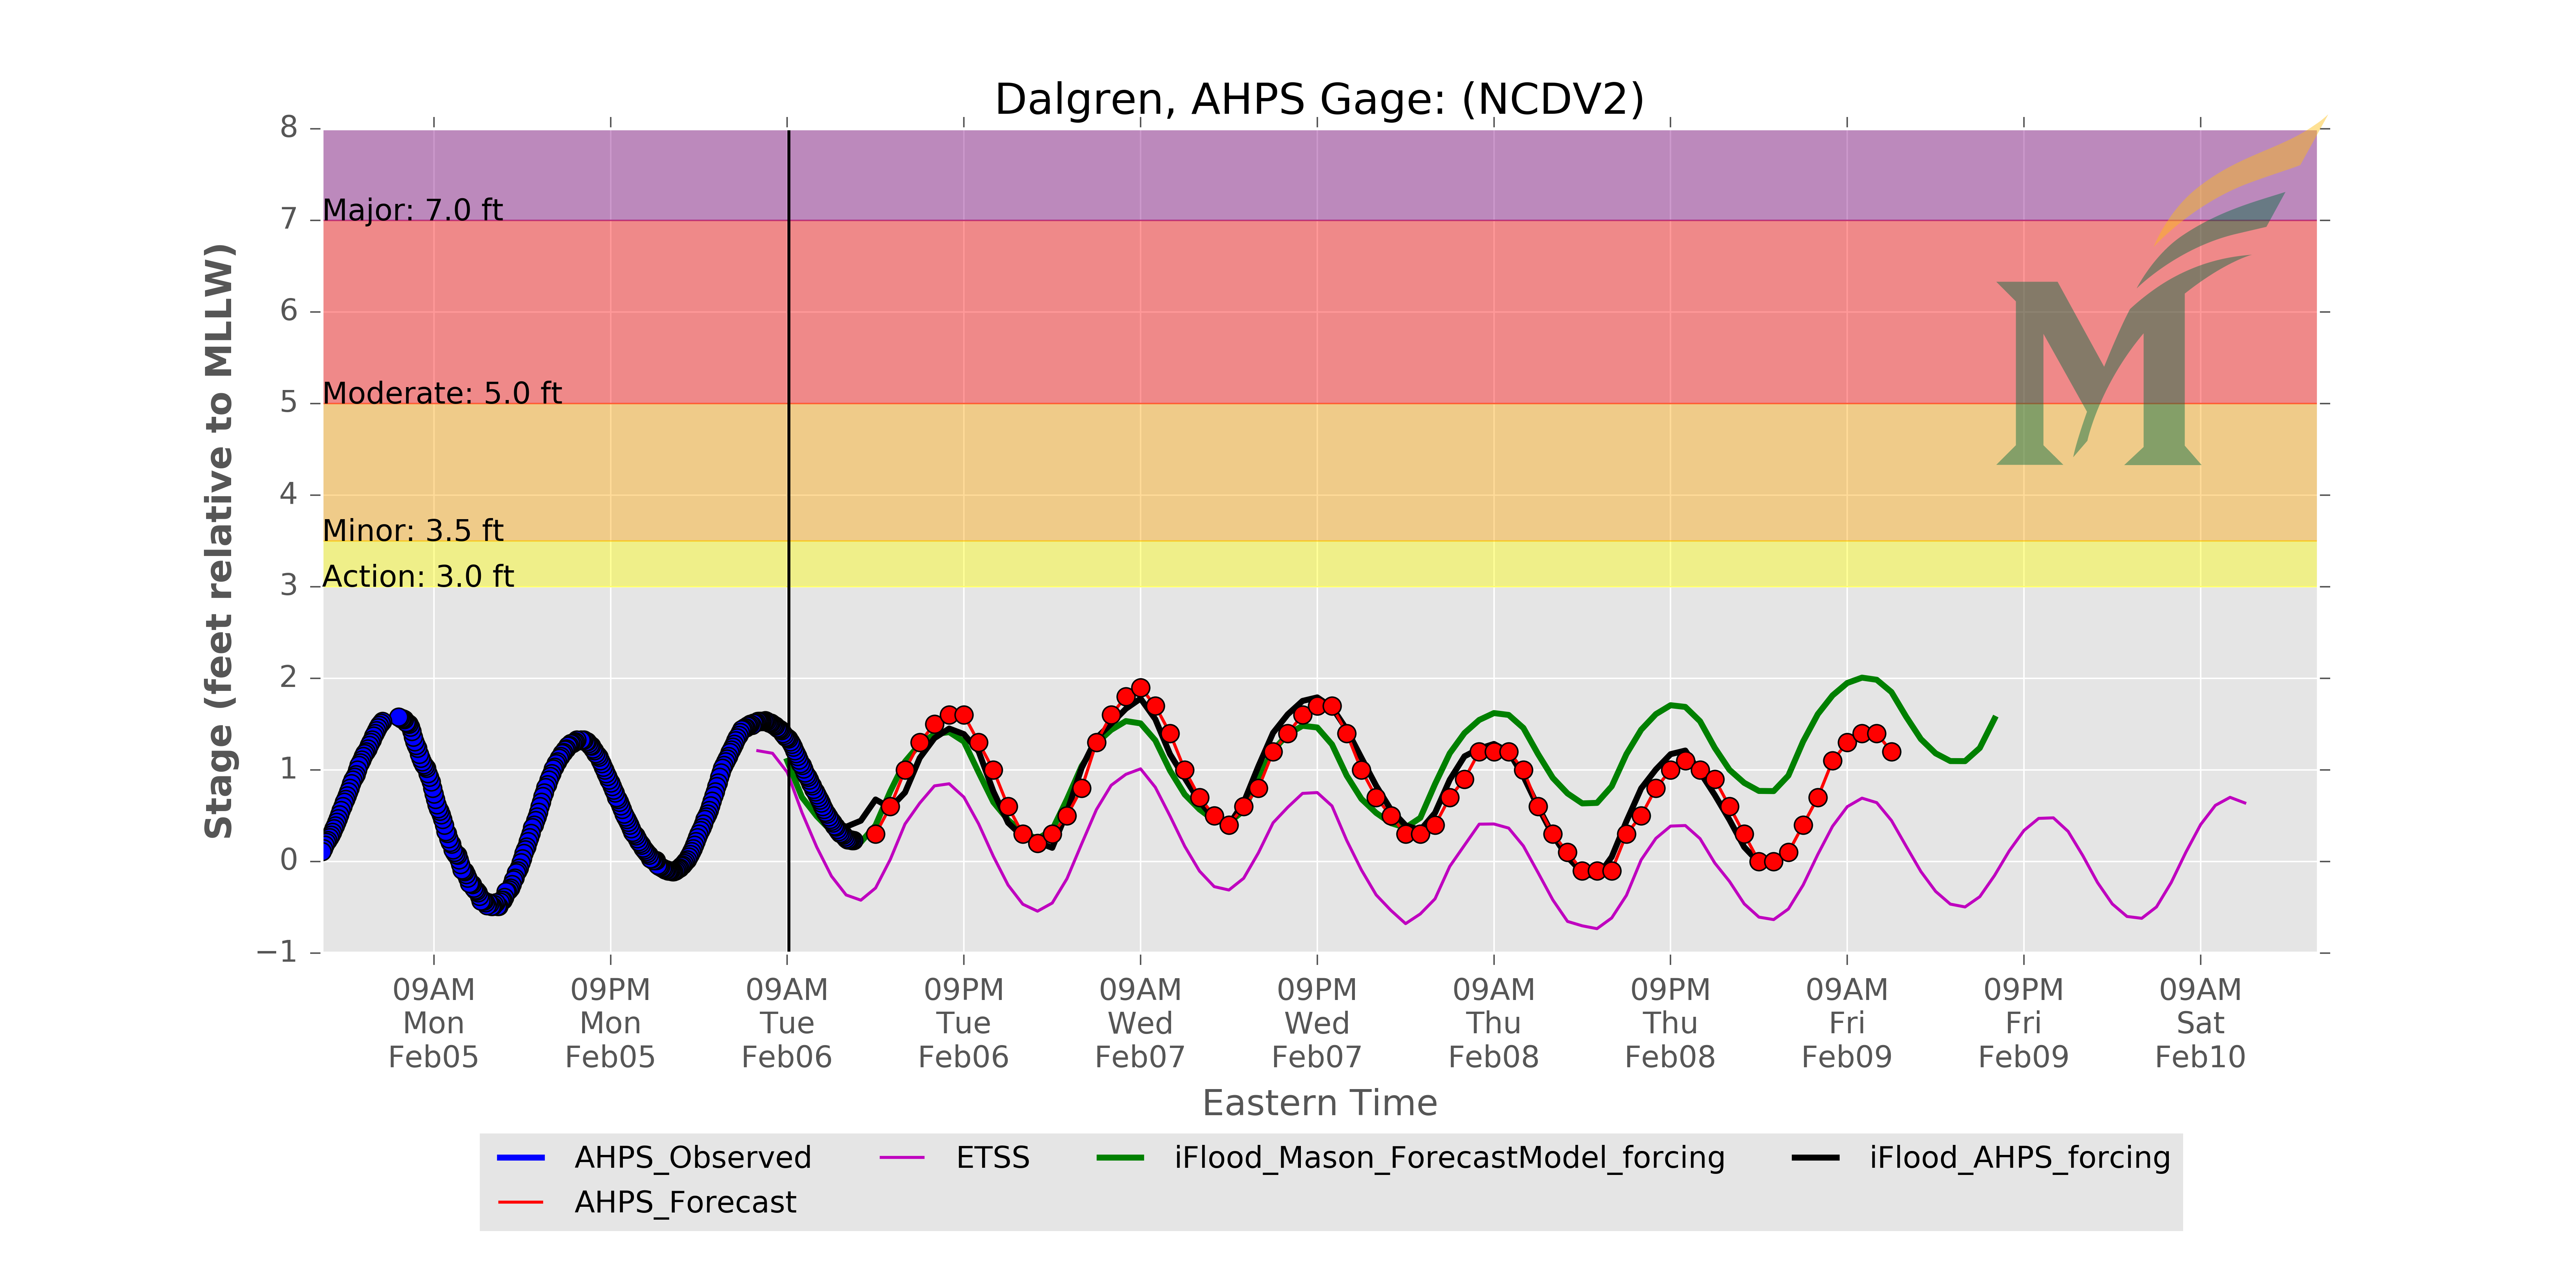 Dalgren, AHPS Gage: (NCDV2)
Stage (feet relative to MLLW)
8
7
6
5
4
3
2
1
0
−1
Major: 7.0 ft
Moderate: 5.0 ft
Minor: 3.5 ft
Action: 3.0 ft
M
09AM 09PM 09AM 09PM 09AM 09PM 09AM 09PM 09AM 09PM 09AM
Mon Mon Tue Tue Wed Wed Thu Thu Fri Fri Sat
Feb05 Feb05 Feb06 Feb06 Feb07 Feb07 Feb08 Feb08 Feb09 Feb09 Feb10
Eastern Time
AHPS_Observed ETSS iFlood_Mason_ForecastModel_forcing iFlood_AHPS_forcing
AHPS_Forecast